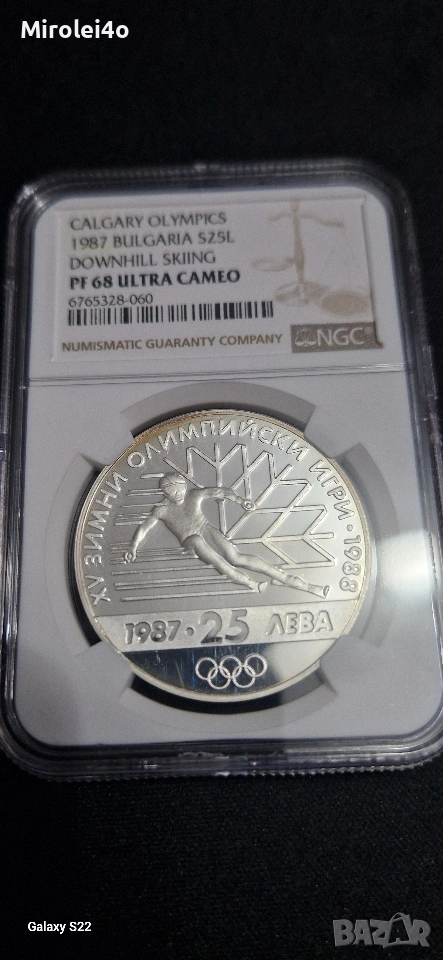 Mirolei4o
CALGARY OLYMPICS
1987 BULGARIA S25L
DOWNHILL SKIING
PF 68 ULTRA CAMEO
6765328-060
NUMISMATIC GUARANTY COMPANY
NGC
XV ЗИМНИ ОЛИМПИЙСКИ ИГРИ · 1988
1987 · 25 ЛЕВА
Galaxy S22
BAZAR